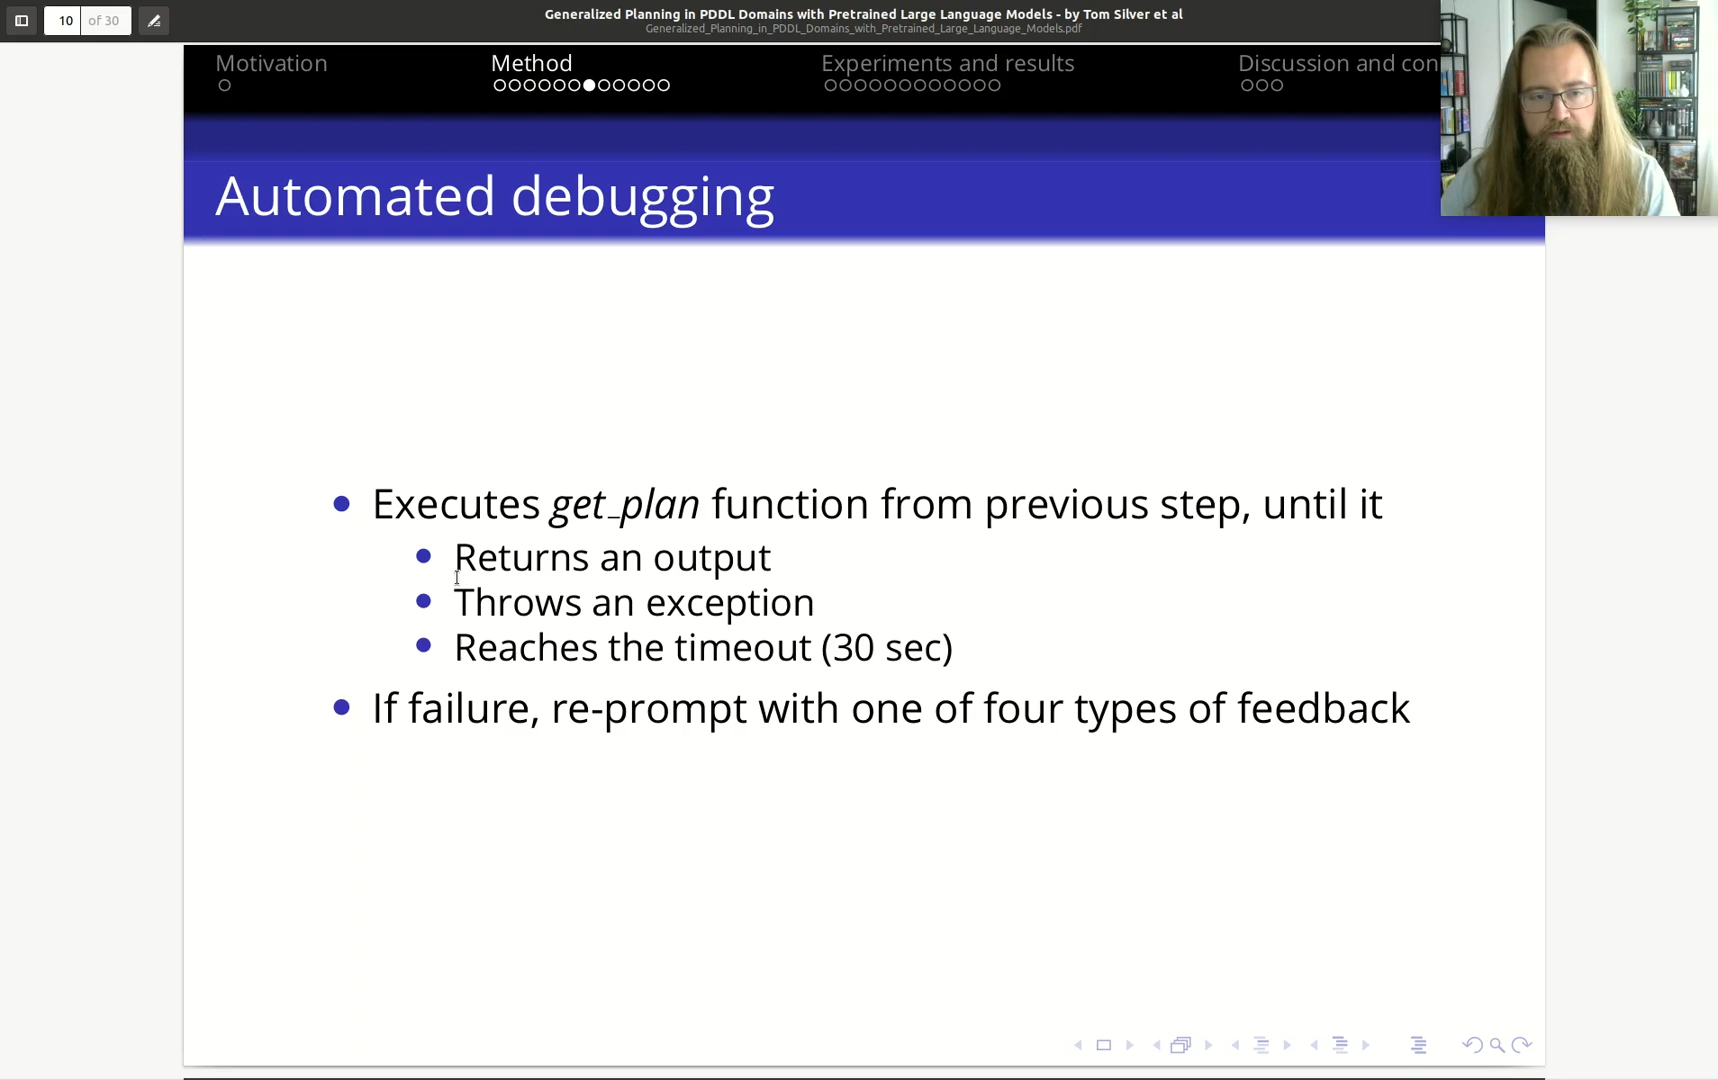 10 of 30
Generalized Planning in PDDL Domains with Pretrained Large Language Models - by Tom Silver et al
Generalized_Planning_in_PDDL_Domains_with_Pretrained_Large_Language_Models.pdf
Motivation Method Experiments and results Discussion and con
Automated debugging
Executes get_plan function from previous step, until it
Returns an output
Throws an exception
Reaches the timeout (30 sec)
If failure, re-prompt with one of four types of feedback